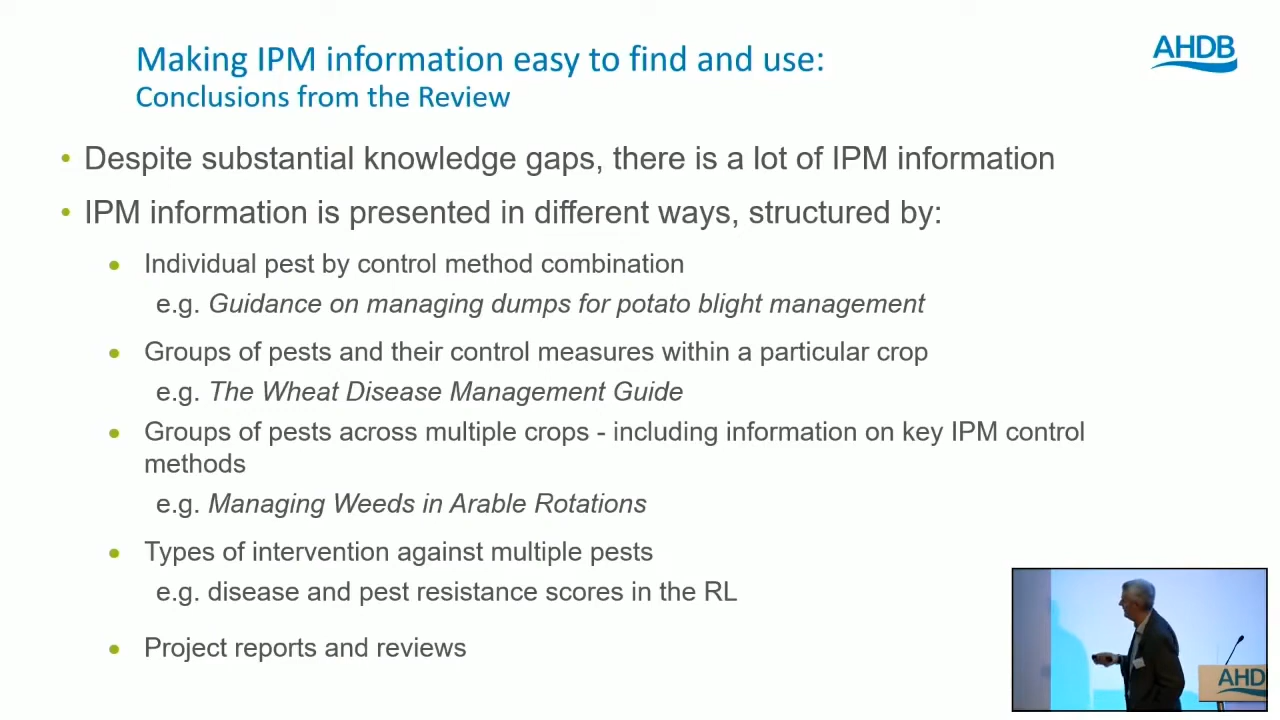 Making IPM information easy to find and use:
AHDB
Conclusions from the Review
• Despite substantial knowledge gaps, there is a lot of IPM information
• IPM information is presented in different ways, structured by:
• Individual pest by control method combination
e.g. Guidance on managing dumps for potato blight management
• Groups of pests and their control measures within a particular crop
e.g. The Wheat Disease Management Guide
• Groups of pests across multiple crops - including information on key IPM control
methods
e.g. Managing Weeds in Arable Rotations
• Types of intervention against multiple pests
e.g. disease and pest resistance scores in the RL
• Project reports and reviews
AHD